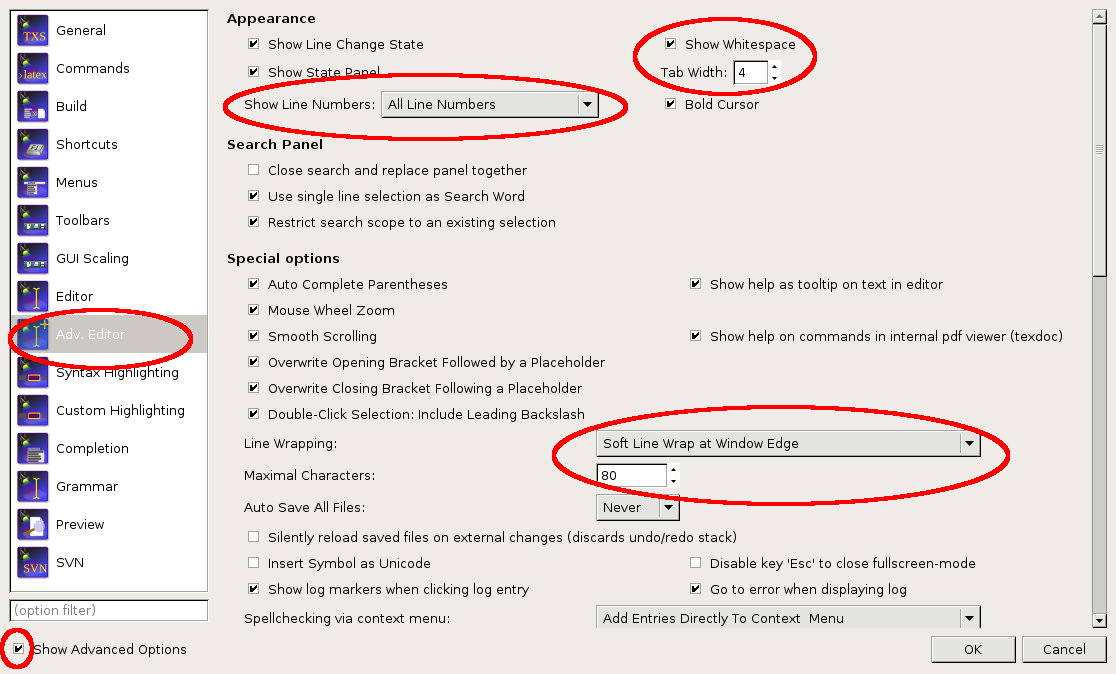 General
Commands
Build
Shortcuts
Menus
Toolbars
GUI Scaling
Editor
Adv. Editor
Syntax Highlighting
Custom Highlighting
Completion
Grammar
Preview
SVN
(option filter)
Show Advanced Options
TXS
>latex
SVN
Appearance
Show Line Change State
Show Whitespace
Show State Panel
Tab Width: 4
Show Line Numbers: All Line Numbers
Bold Cursor
Search Panel
Close search and replace panel together
Use single line selection as Search Word
Restrict search scope to an existing selection
Special options
Auto Complete Parentheses
Show help as tooltip on text in editor
Mouse Wheel Zoom
Smooth Scrolling
Show help on commands in internal pdf viewer (texdoc)
Overwrite Opening Bracket Followed by a Placeholder
Overwrite Closing Bracket Following a Placeholder
Double-Click Selection: Include Leading Backslash
Line Wrapping: Soft Line Wrap at Window Edge
Maximal Characters: 80
Auto Save All Files: Never
Silently reload saved files on external changes (discards undo/redo stack)
Insert Symbol as Unicode
Disable key 'Esc' to close fullscreen-mode
Show log markers when clicking log entry
Go to error when displaying log
Spellchecking via context menu: Add Entries Directly To Context Menu
OK
Cancel